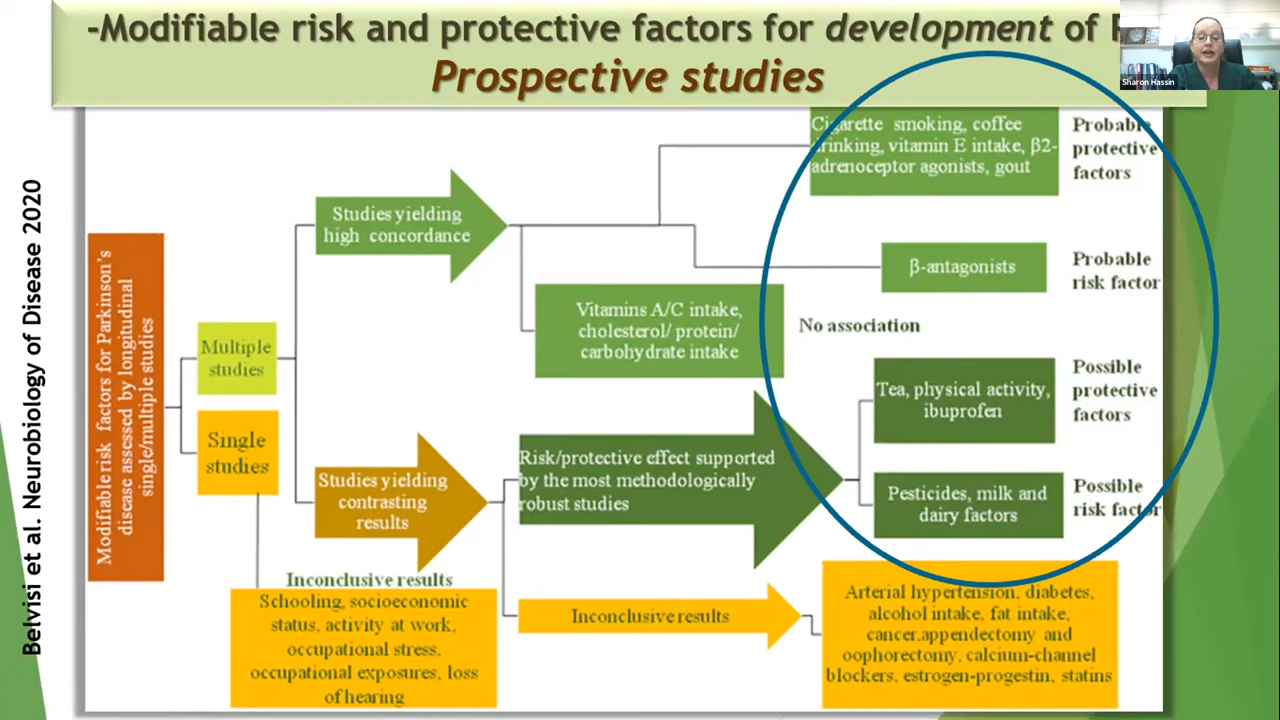 -Modifiable risk and protective factors for development of
Prospective studies
Sharon Hassin
Belvisi et al. Neurobiology of Disease 2020
Modifiable risk factors for Parkinson's
disease assessed by longitudinal
single/multiple studies
Multiple
studies
Single
studies
Studies yielding
high concordance
Cigarette smoking, coffee
drinking, vitamin E intake, β2-
adrenoceptor agonists, gout
Probable
protective
factors
β-antagonists
Probable
risk factor
Vitamins A/C intake,
cholesterol/ protein/
carbohydrate intake
No association
Studies yielding
contrasting
results
Risk/protective effect supported
by the most methodologically
robust studies
Tea, physical activity,
ibuprofen
Possible
protective
factors
Pesticides, milk and
dairy factors
Possible
risk factor
Inconclusive results
Schooling, socioeconomic
status, activity at work,
occupational stress,
occupational exposures, loss
of hearing
Inconclusive results
Arterial hypertension, diabetes,
alcohol intake, fat intake,
cancer,appendectomy and
oophorectomy, calcium-channel
blockers, estrogen-progestin, statins